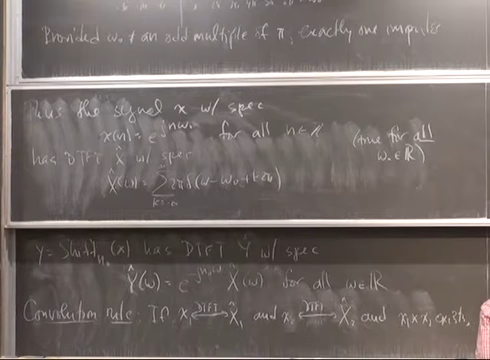 Provided ω₀ ≠ an odd multiple of π, exactly one impulse
Thus the signal x w/ spec
x(n) = e^{jnω₀} for all n∈ℤ
(true for all ω₀∈ℝ)
has DTFT X̂ w/ spec
X̂(ω) = Σ_{k=-∞}^{∞} 2πδ(ω-ω₀+k2π)
y = Shift_{n₀}(x) has DTFT Ŷ w/ spec
Ŷ(ω) = e^{-jn₀ω} X̂(ω) for all ω∈ℝ
Convolution rule: If x₁ ⟷^{DTFT} X̂₁ and x₂ ⟷^{DTFT} X̂₂ and x₁*x₂ exists,